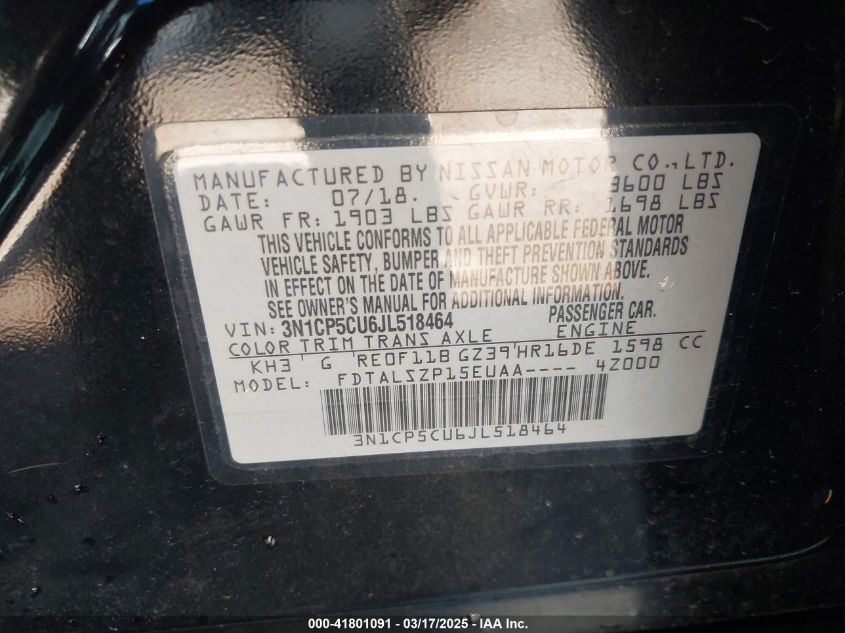 MANUFACTURED BY NISSAN MOTOR CO.,LTD.
DATE: 07/18. GVWR: 3600 LBS
GAWR FR: 1903 LBS GAWR RR: 1698 LBS
THIS VEHICLE CONFORMS TO ALL APPLICABLE FEDERAL MOTOR
VEHICLE SAFETY, BUMPER AND THEFT PREVENTION STANDARDS
IN EFFECT ON THE DATE OF MANUFACTURE SHOWN ABOVE.
SEE OWNER'S MANUAL FOR ADDITIONAL INFORMATION.
VIN: 3N1CP5CU6JL518464 PASSENGER CAR.
COLOR TRIM TRANS AXLE ENGINE
KH3 ' G ' RE0F11B GZ39'HR16DE 1598 CC
MODEL: FDTALSZP15EUAA---- 4Z000
3N1CP5CU6JL518464
000-41801091 - 03/17/2025 - IAA Inc.